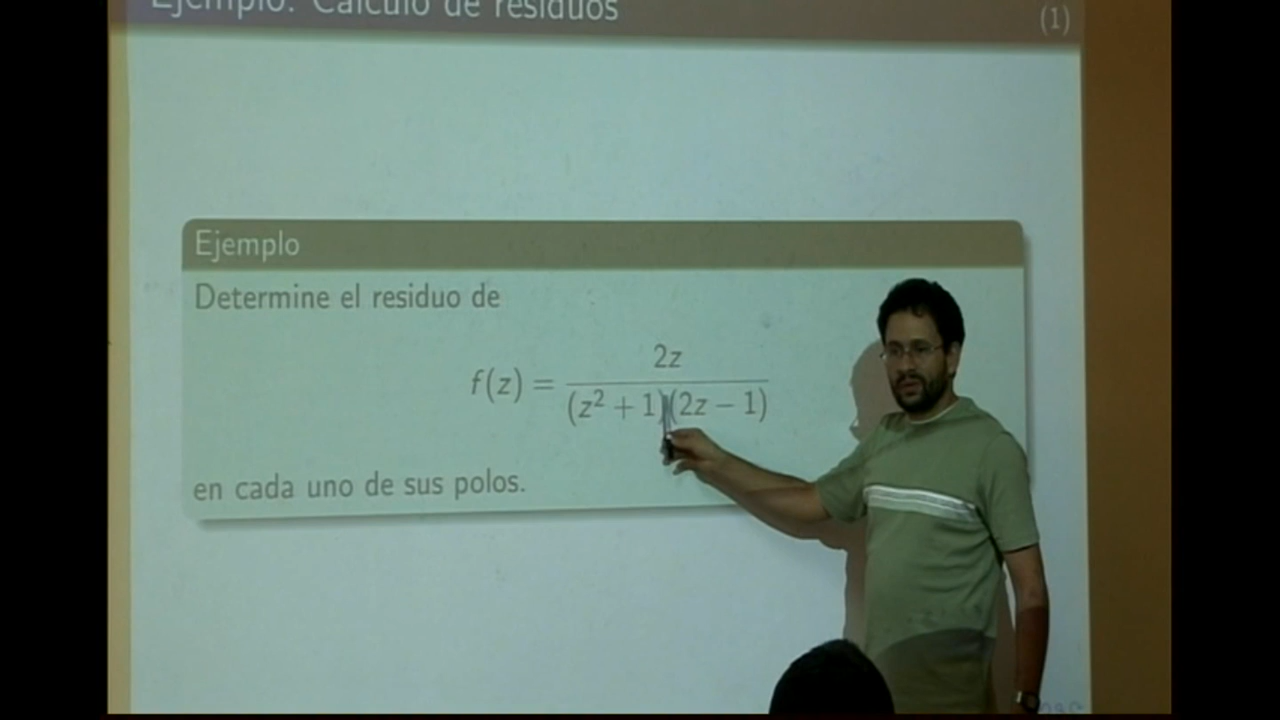 Ejemplo: Cálculo de residuos
(1)
Ejemplo
Determine el residuo de
f(z) = 2z / (z² + 1)(2z − 1)
en cada uno de sus polos.